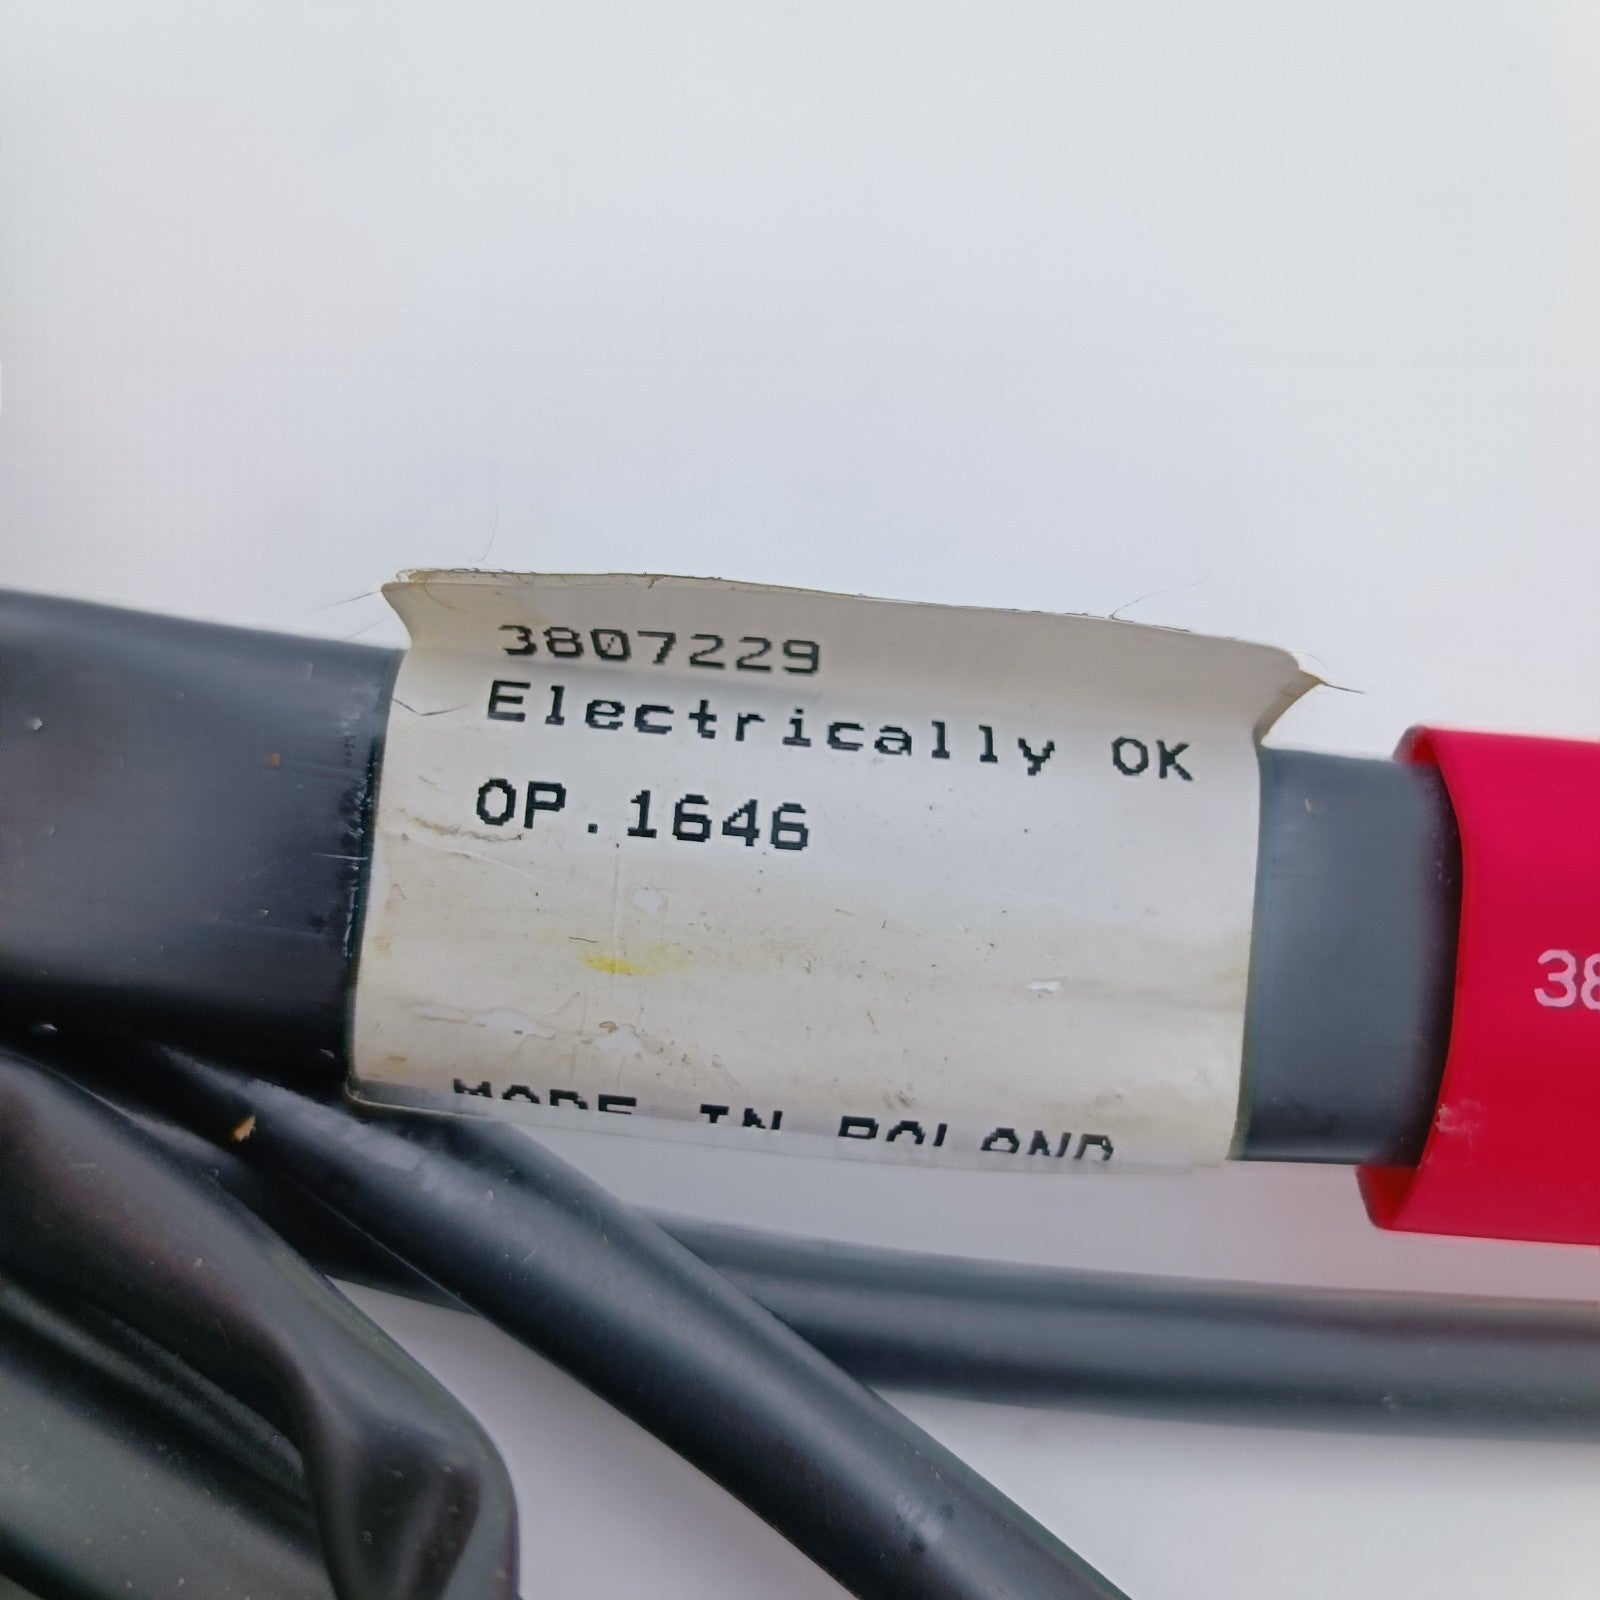 3807229
Electrically OK
OP.1646
MADE IN POLAND
38